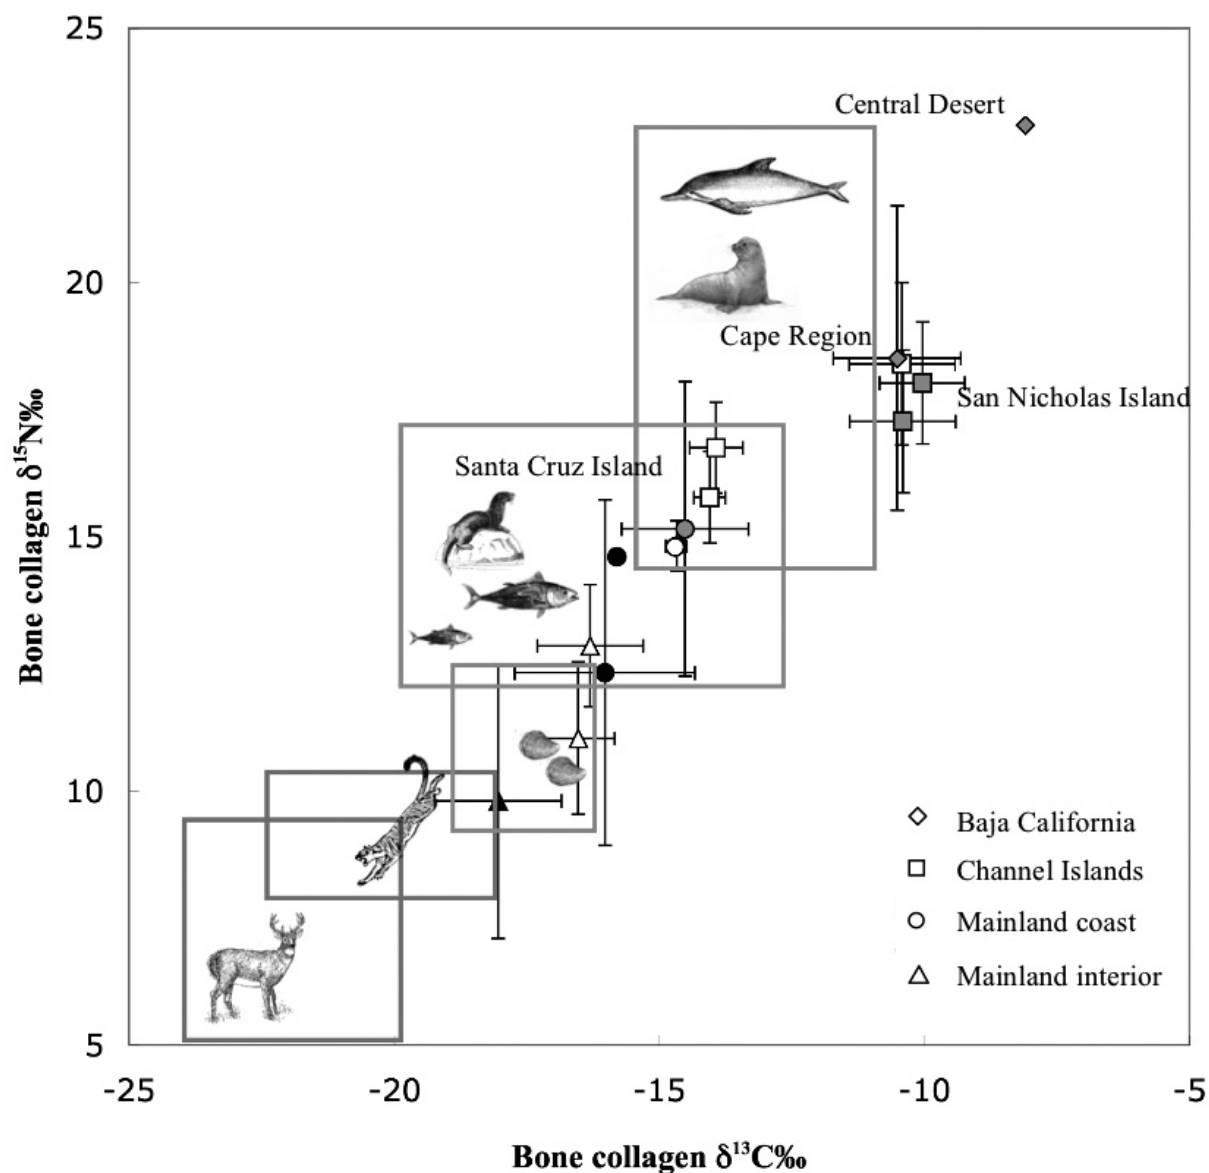 25
Central Desert
20
Cape Region
San Nicholas Island
Santa Cruz Island
15
10
Baja California
Channel Islands
Mainland coast
Mainland interior
5
-25 -20 -15 -10 -5
Bone collagen δ¹³C‰
Bone collagen δ¹⁵N‰